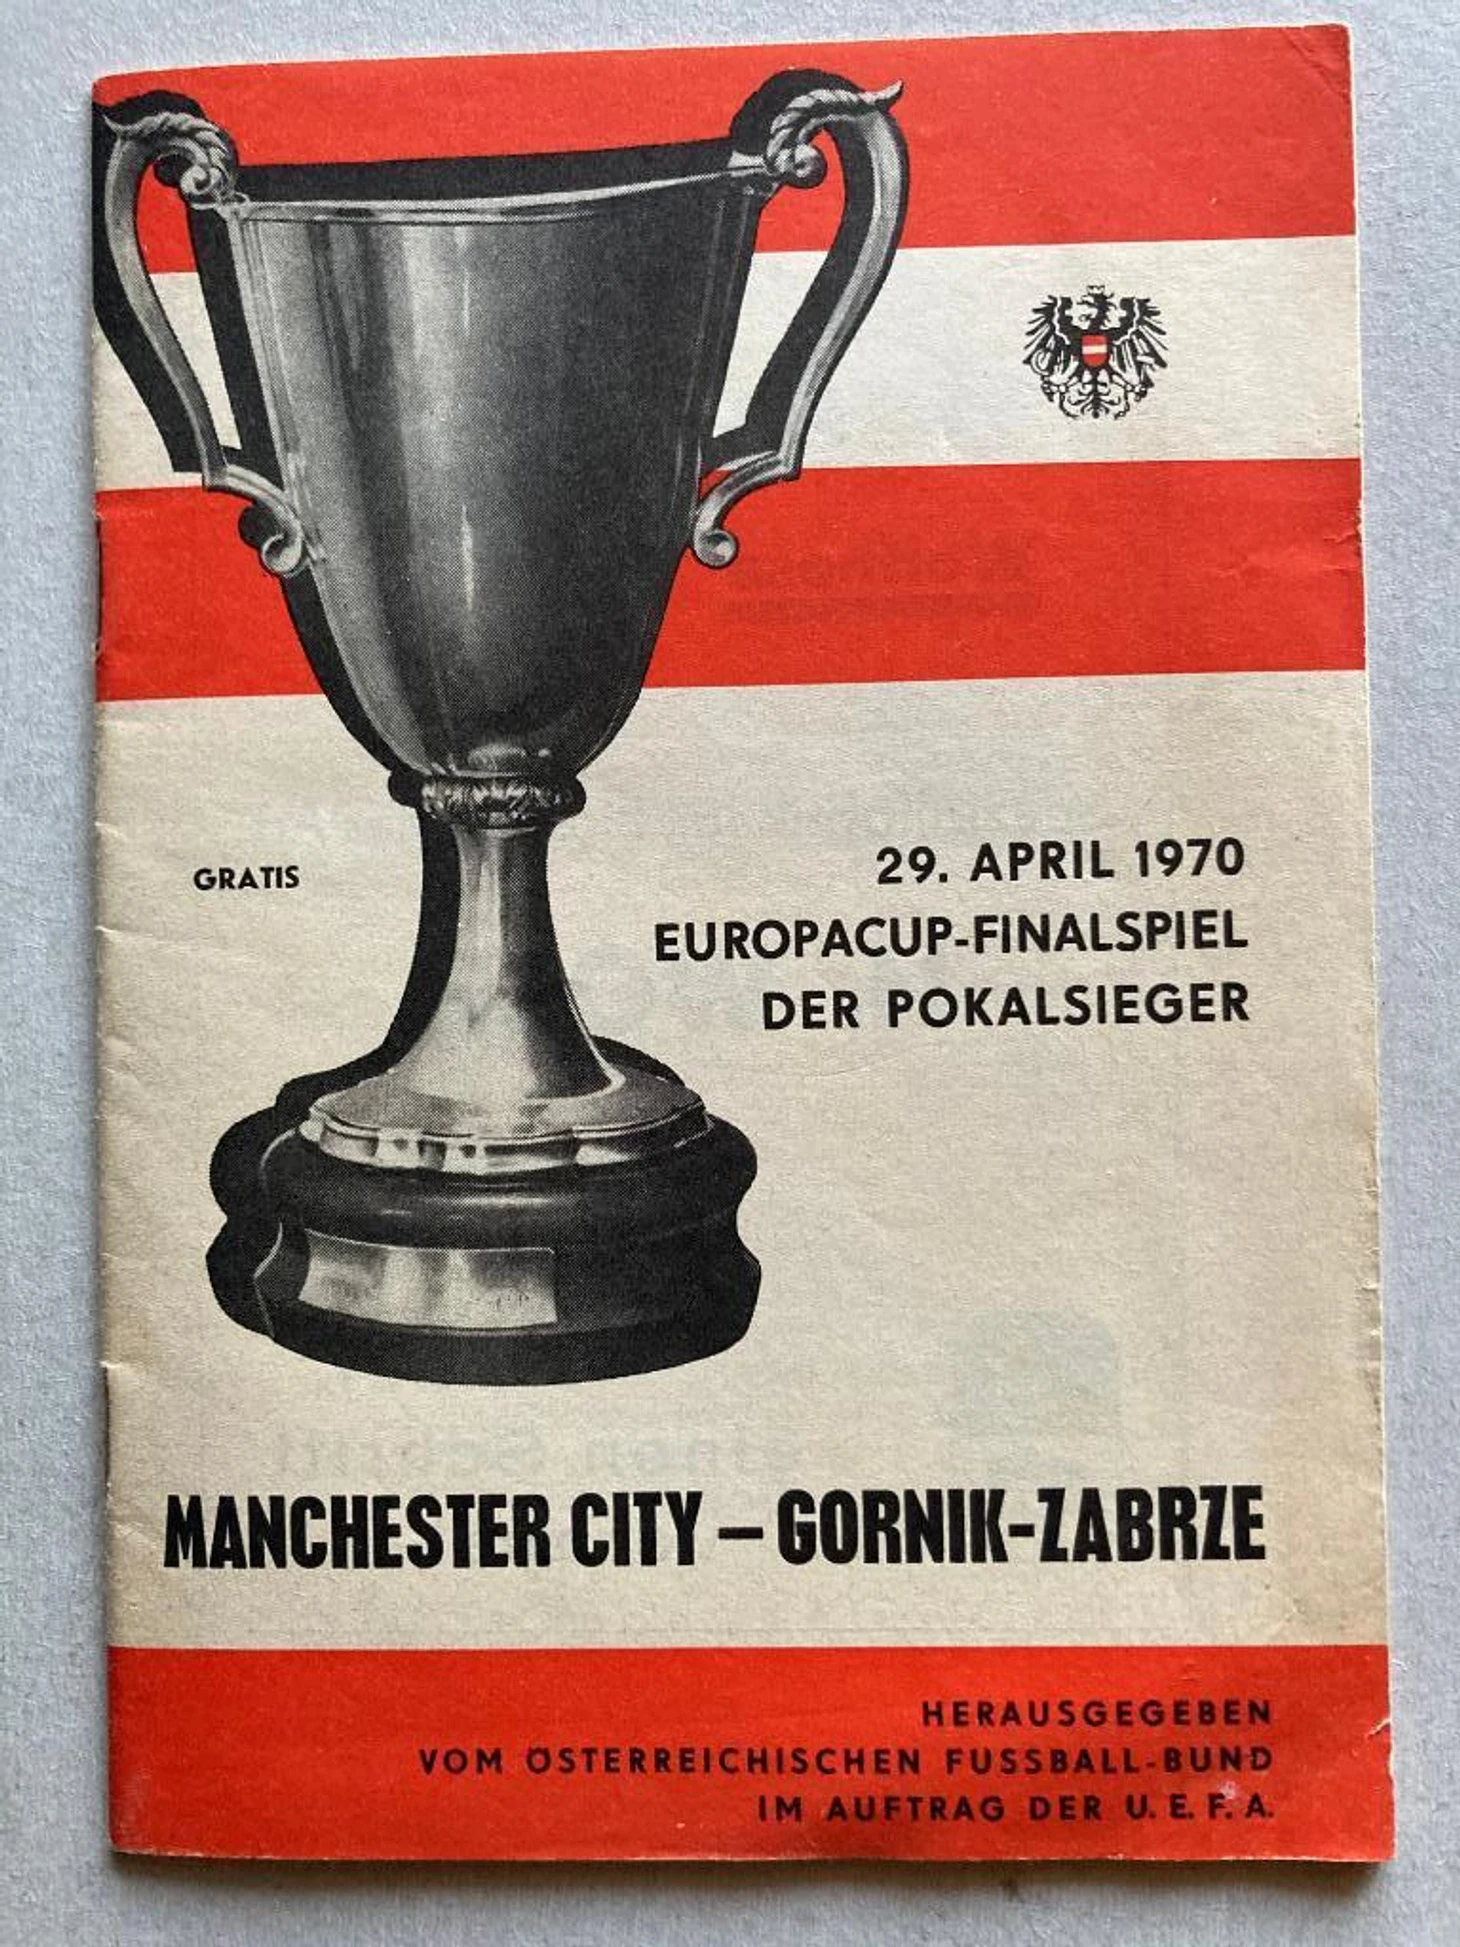 GRATIS
29. APRIL 1970
EUROPACUP-FINALSPIEL
DER POKALSIEGER
MANCHESTER CITY – GORNIK-ZABRZE
HERAUSGEGEBEN
VOM ÖSTERREICHISCHEN FUSSBALL-BUND
IM AUFTRAG DER U. E. F. A.